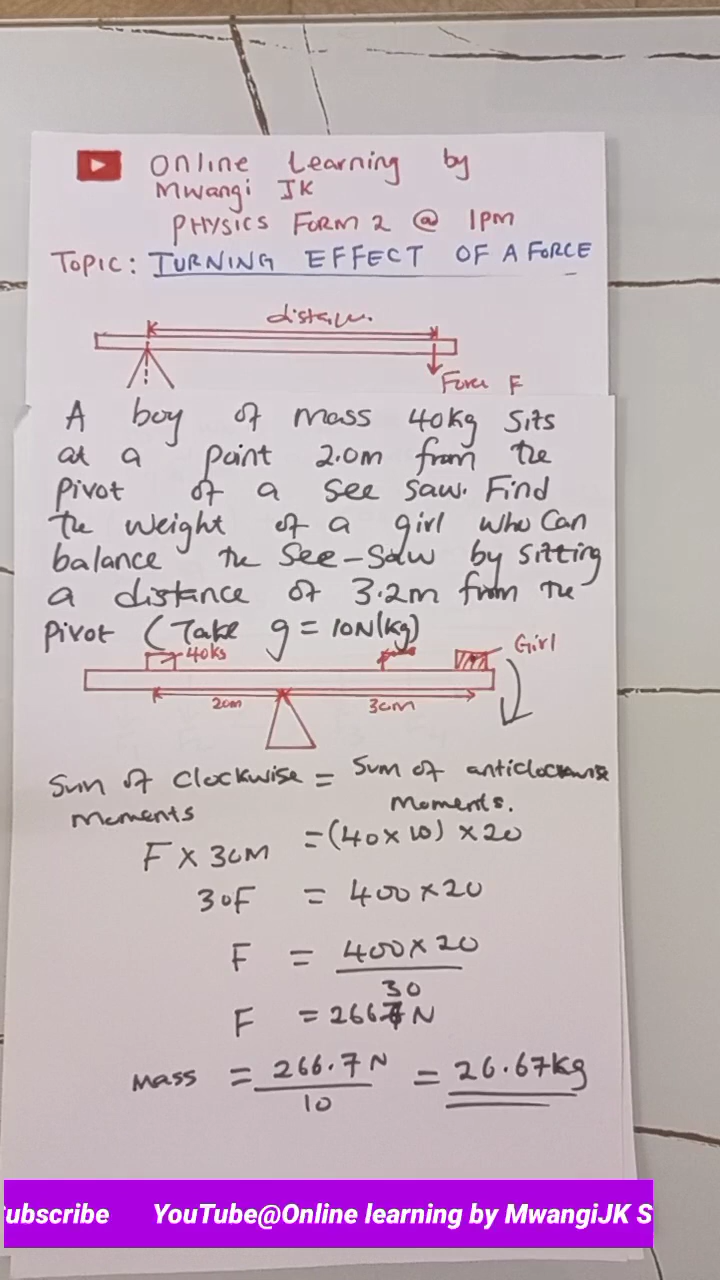 Online Learning by
Mwangi JK
PHYSICS FORM 2 @ 1PM
TOPIC: TURNING EFFECT OF A FORCE
distance
Force F
A boy of mass 40kg sits
at a point 2.0m from the
pivot of a see saw. Find
the weight of a girl who can
balance the see-saw by sitting
a distance of 3.2m from the
pivot (Take g = 10N/kg)
40kg
Girl
20m
30m
Sum of clockwise = Sum of anticlockwise
Moments Moments.
F x 30M = (40 x 10) x 20
30F = 400 x 20
F = 400 x 20
30
F = 266.7 N
Mass = 266.7 N = 26.67kg
10
ubscribe YouTube@Online learning by MwangiJK S